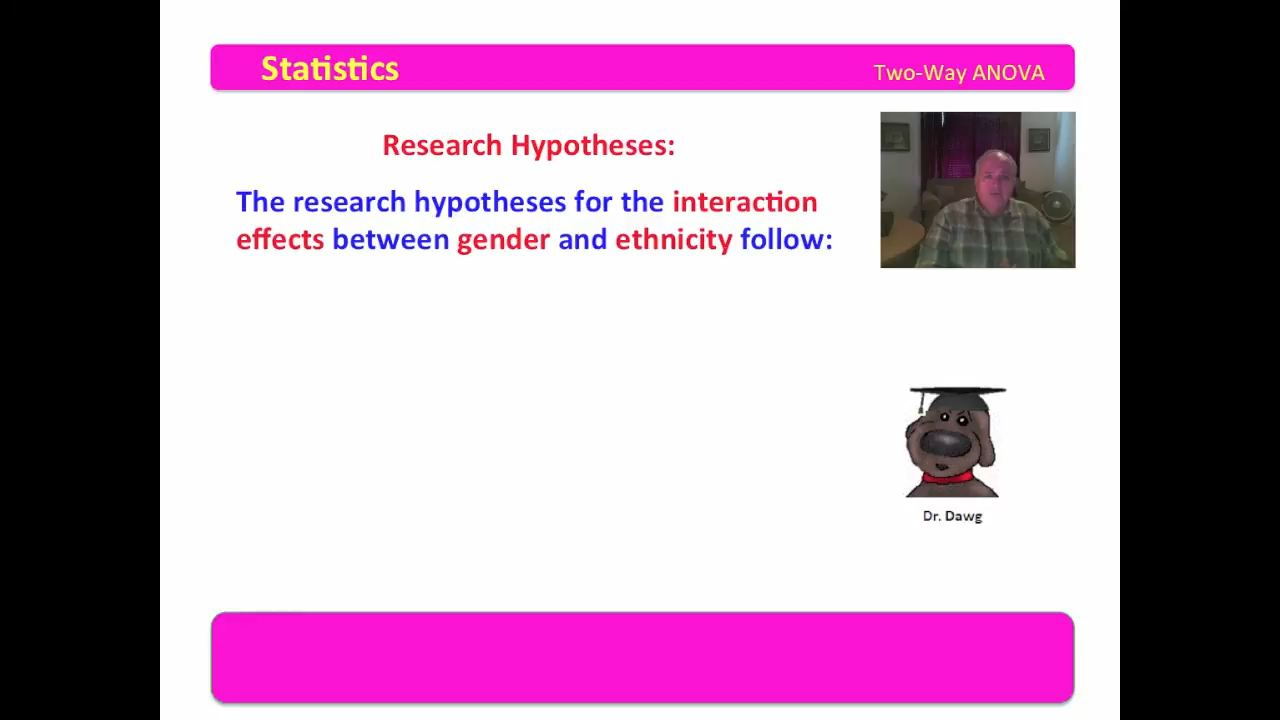 Statistics
Two-Way ANOVA
Research Hypotheses:
The research hypotheses for the interaction
effects between gender and ethnicity follow:
Dr. Dawg